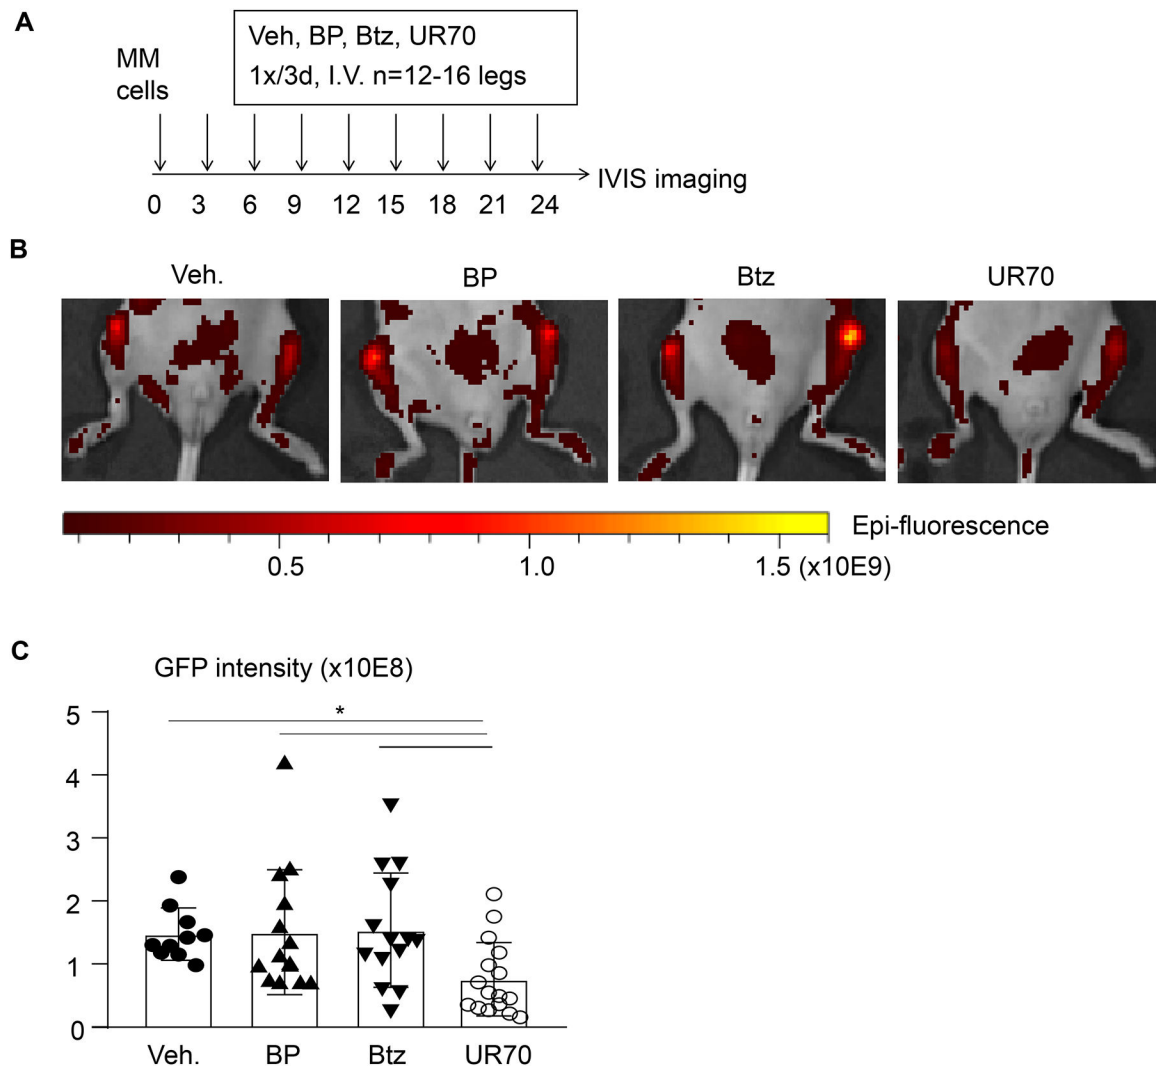 A
Veh, BP, Btz, UR70
1x/3d, I.V. n=12-16 legs
MM
cells
IVIS imaging
0 3 6 9 12 15 18 21 24
B
Veh. BP Btz UR70
Epi-fluorescence
0.5 1.0 1.5 (x10E9)
C
GFP intensity (x10E8)
*
5
4
3
2
1
0
Veh. BP Btz UR70